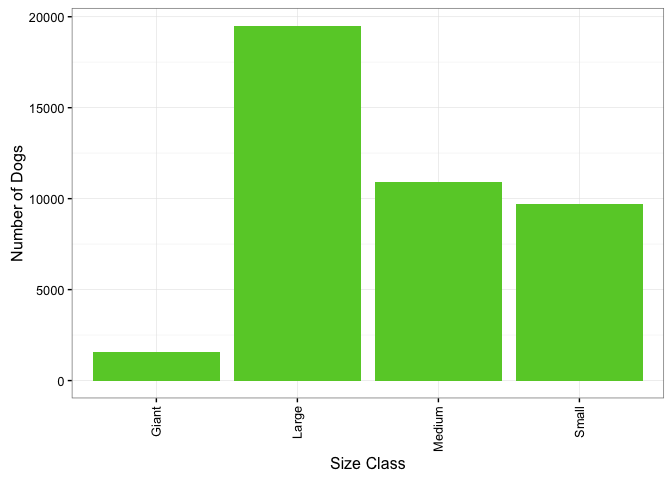 20000
15000
10000
5000
0
Number of Dogs
Giant
Large
Medium
Small
Size Class